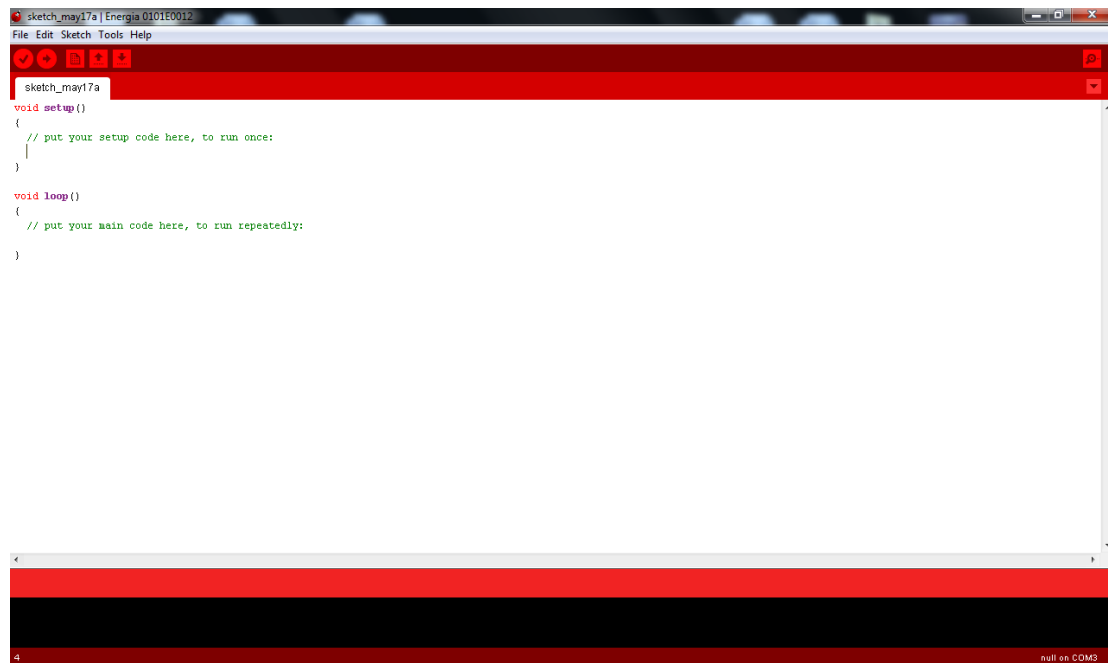 sketch_may17a | Energia 0101E0012
File Edit Sketch Tools Help
sketch_may17a
void setup()
{
  // put your setup code here, to run once:
}
void loop()
{
  // put your main code here, to run repeatedly:
}
4
null on COM3